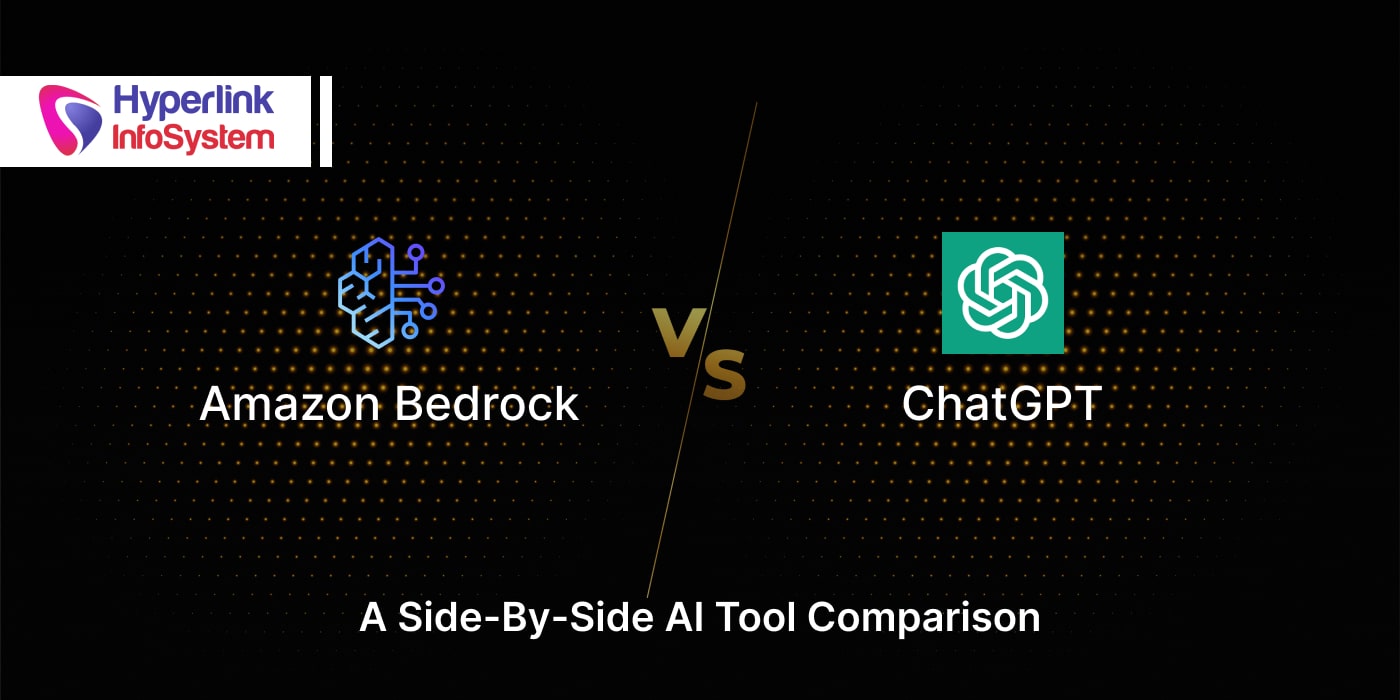 Hyperlink
InfoSystem
Amazon Bedrock
VS
ChatGPT
A Side-By-Side AI Tool Comparison